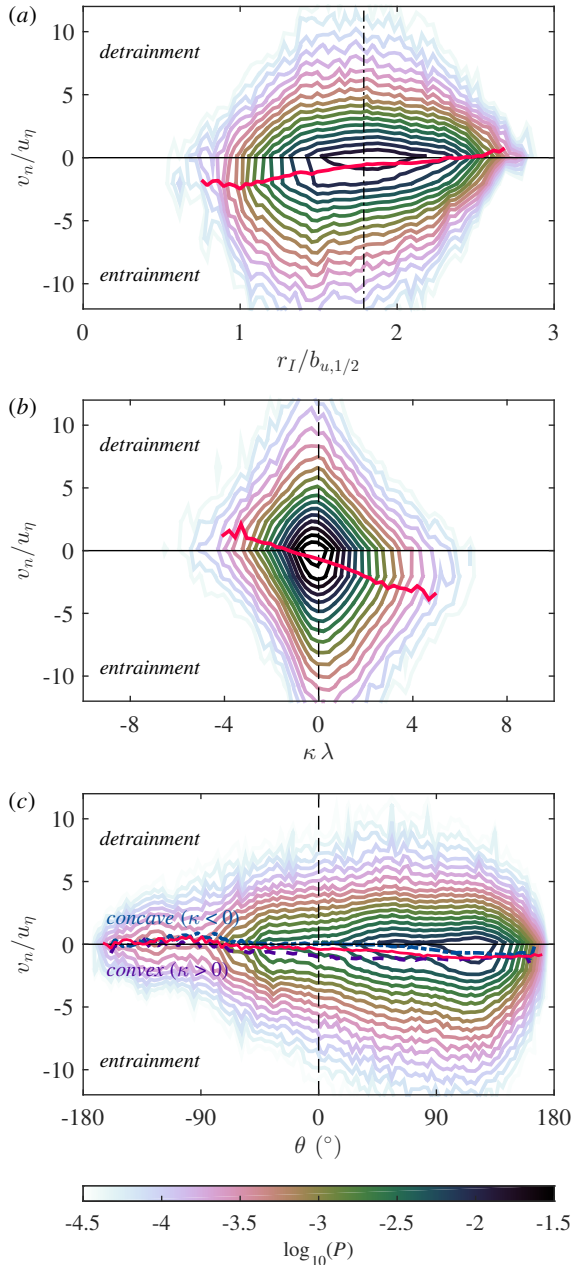 (a)
10
detrainment
5
v_n/u_η
0
-5
entrainment
-10
0 1 2 3
r_I/b_{u,1/2}
(b)
10
detrainment
5
v_n/u_η
0
-5
entrainment
-10
-8 -4 0 4 8
κ λ
(c)
10
detrainment
5
concave (κ < 0)
v_n/u_η
0
convex (κ > 0)
-5
entrainment
-10
-180 -90 0 90 180
θ (°)
-4.5 -4 -3.5 -3 -2.5 -2 -1.5
log₁₀(P)